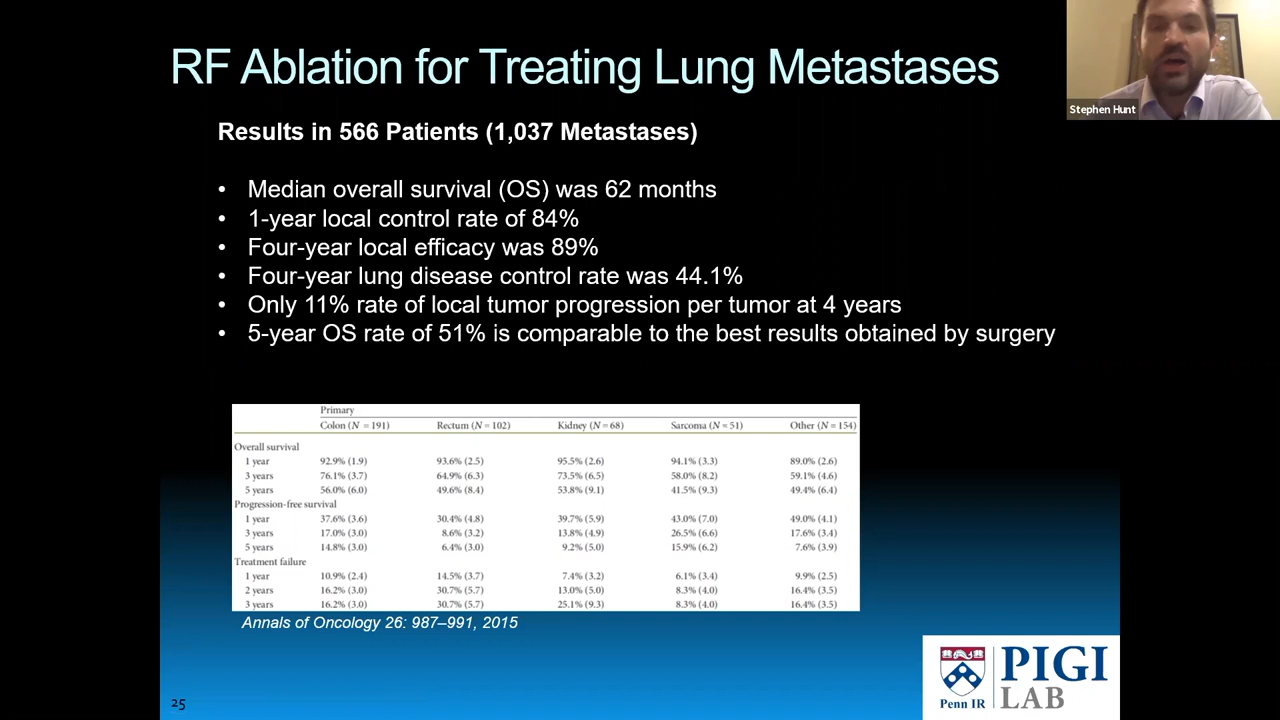 RF Ablation for Treating Lung Metastases
Stephen Hunt
Results in 566 Patients (1,037 Metastases)
• Median overall survival (OS) was 62 months
• 1-year local control rate of 84%
• Four-year local efficacy was 89%
• Four-year lung disease control rate was 44.1%
• Only 11% rate of local tumor progression per tumor at 4 years
• 5-year OS rate of 51% is comparable to the best results obtained by surgery
Primary
Colon (N = 191) Rectum (N = 102) Kidney (N = 68) Sarcoma (N = 51) Other (N = 154)
Overall survival
1 year 92.9% (1.9) 93.6% (2.5) 95.5% (2.6) 94.1% (3.3) 89.0% (2.6)
3 years 76.1% (3.7) 64.9% (6.3) 73.5% (6.5) 58.0% (8.2) 59.1% (4.6)
5 years 56.0% (6.0) 49.6% (8.4) 53.8% (9.1) 41.5% (9.3) 49.4% (6.4)
Progression-free survival
1 year 37.6% (3.6) 30.4% (4.8) 39.7% (5.9) 43.0% (7.0) 49.0% (4.1)
3 years 17.0% (3.0) 8.6% (3.2) 13.8% (4.9) 26.5% (6.6) 17.6% (3.4)
5 years 14.8% (3.0) 6.4% (3.0) 9.2% (5.0) 15.9% (6.2) 7.6% (3.9)
Treatment failure
1 year 10.9% (2.4) 14.5% (3.7) 7.4% (3.2) 6.1% (3.4) 9.9% (2.5)
2 years 16.2% (3.0) 30.7% (5.7) 13.0% (5.0) 8.3% (4.0) 16.4% (3.5)
3 years 16.2% (3.0) 30.7% (5.7) 25.1% (9.3) 8.3% (4.0) 16.4% (3.5)
Annals of Oncology 26: 987–991, 2015
25
Penn IR
PIGI
LAB